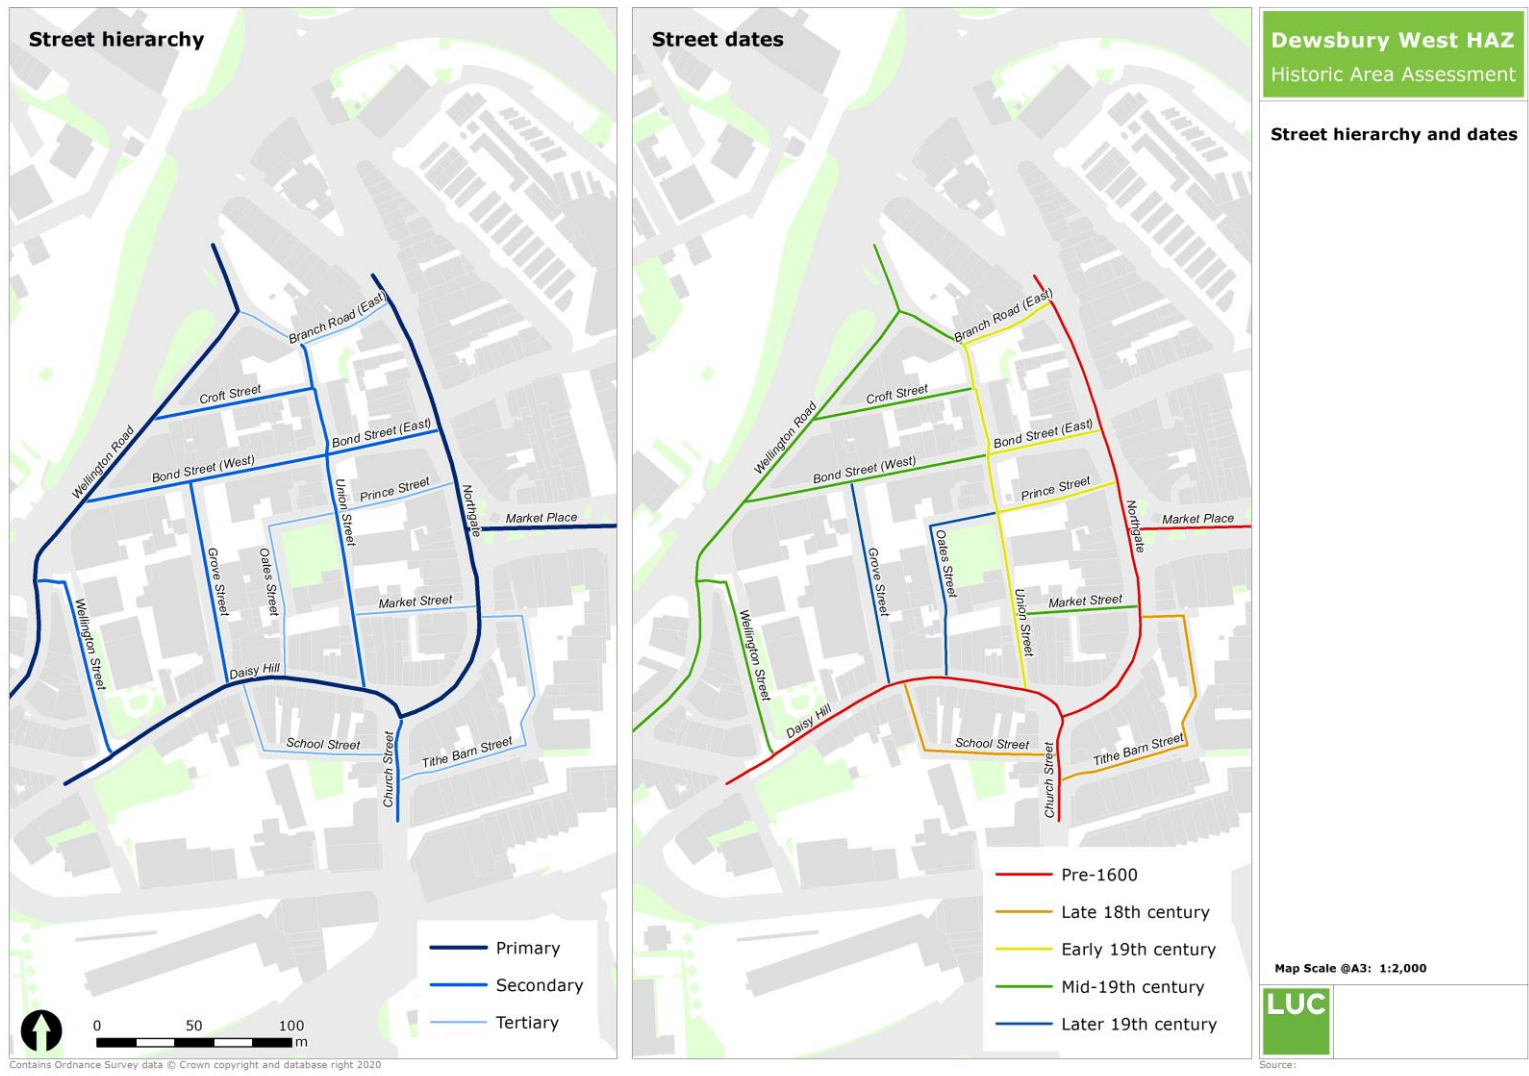 Street hierarchy
Branch Road (East)
Croft Street
Bond Street (East)
Wellington Road
Bond Street (West)
Prince Street
Union Street
Northgate
Market Place
Oates Street
Grove Street
Market Street
Wellington Street
Daisy Hill
School Street
Church Street
Tithe Barn Street
Primary
Secondary
Tertiary
0 50 100
m
Contains Ordnance Survey data © Crown copyright and database right 2020
Street dates
Branch Road (East)
Croft Street
Wellington Road
Bond Street (East)
Bond Street (West)
Prince Street
Northgate
Market Place
Oates Street
Grove Street
Union Street
Market Street
Wellington Street
Daisy Hill
School Street
Church Street
Tithe Barn Street
Pre-1600
Late 18th century
Early 19th century
Mid-19th century
Later 19th century
Dewsbury West HAZ
Historic Area Assessment
Street hierarchy and dates
Map Scale @A3: 1:2,000
LUC
Source: